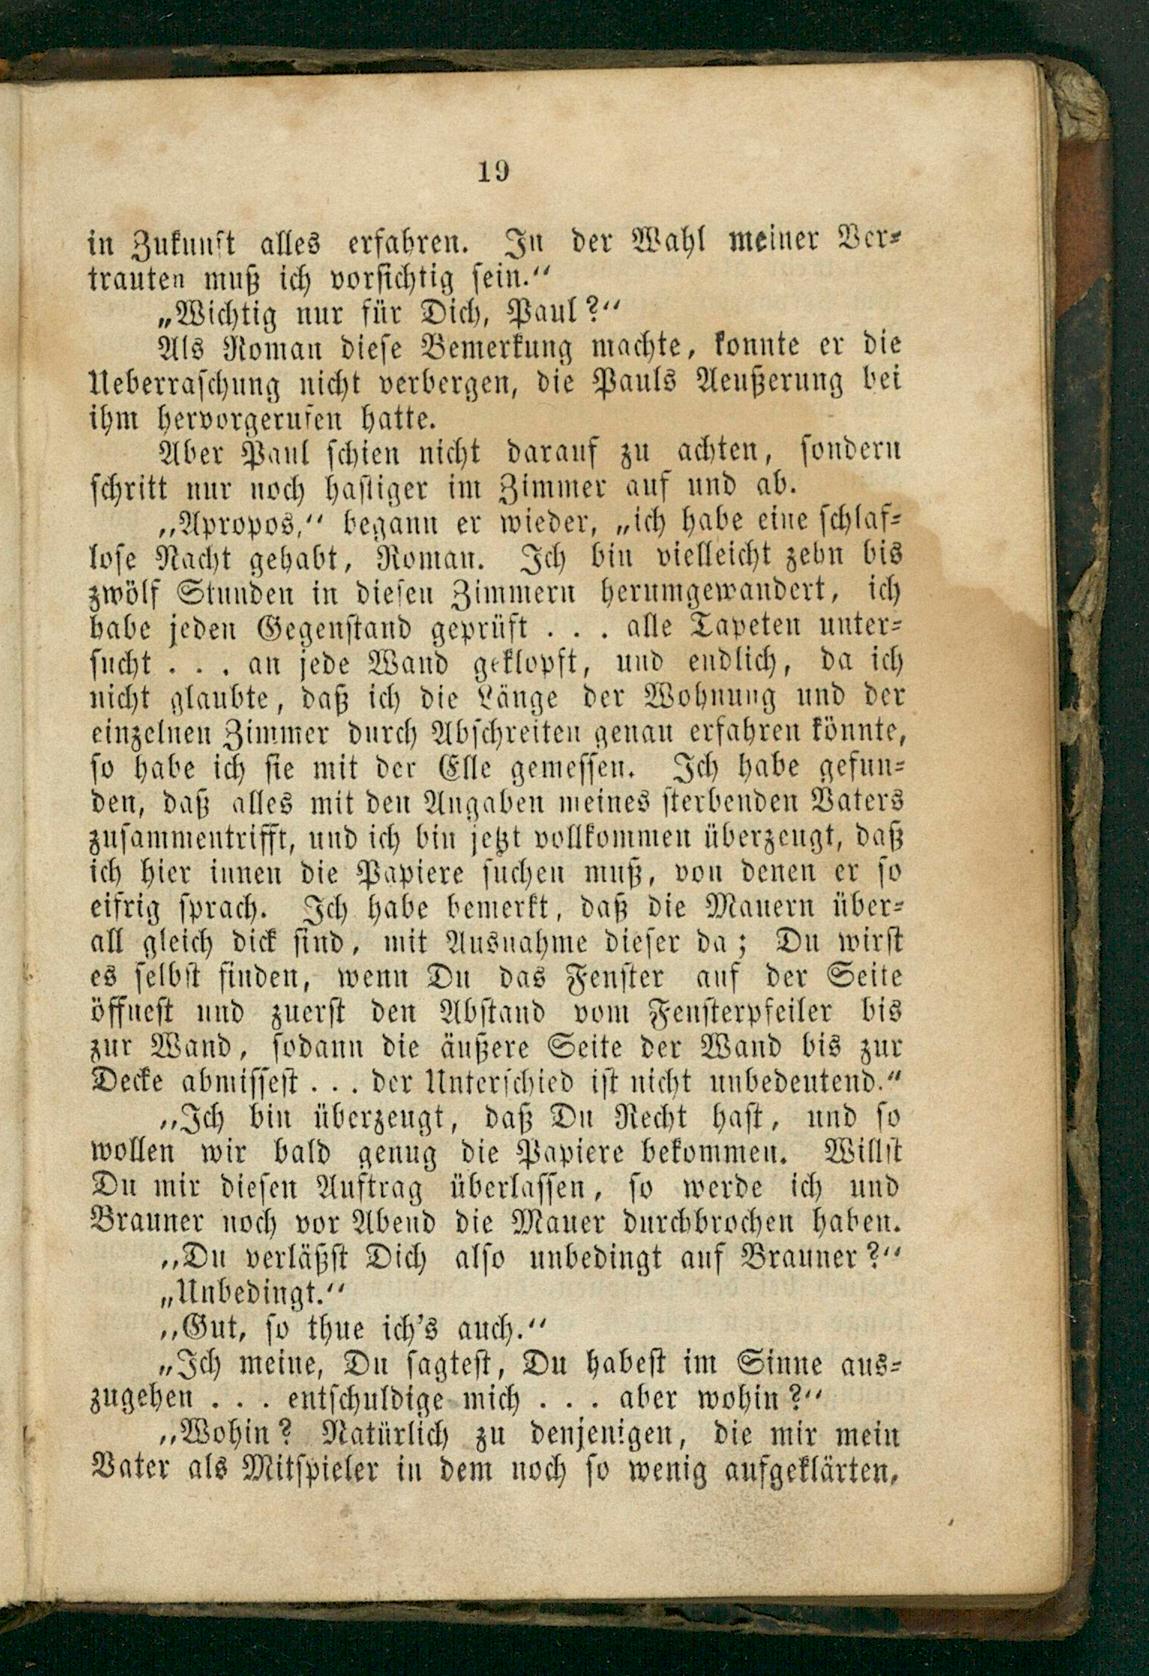 19
in Zukunft alles erfahren. In der Wahl meiner Ver-
trauten muß ich vorsichtig sein.“
„Wichtig nur für Dich, Paul?“
Als Roman diese Bemerkung machte, konnte er die
Ueberraschung nicht verbergen, die Pauls Aeußerung bei
ihm hervorgerufen hatte.
Aber Paul schien nicht darauf zu achten, sondern
schritt nur noch hastiger im Zimmer auf und ab.
„Apropos,“ begann er wieder, „ich habe eine schlaf-
lose Nacht gehabt, Roman. Ich bin vielleicht zehn bis
zwölf Stunden in diesen Zimmern herumgewandert, ich
habe jeden Gegenstand geprüft . . . alle Tapeten unter-
sucht . . . an jede Wand geklopft, und endlich, da ich
nicht glaubte, daß ich die Länge der Wohnung und der
einzelnen Zimmer durch Abschreiten genau erfahren könnte,
so habe ich sie mit der Elle gemessen. Ich habe gefun-
den, daß alles mit den Angaben meines sterbenden Vaters
zusammentrifft, und ich bin jetzt vollkommen überzeugt, daß
ich hier innen die Papiere suchen muß, von denen er so
eifrig sprach. Ich habe bemerkt, daß die Mauern über-
all gleich dick sind, mit Ausnahme dieser da; Du wirst
es selbst finden, wenn Du das Fenster auf der Seite
öffnest und zuerst den Abstand vom Fensterpfeiler bis
zur Wand, sodann die äußere Seite der Wand bis zur
Decke abmissest . . . der Unterschied ist nicht unbedeutend.“
„Ich bin überzeugt, daß Du Recht hast, und so
wollen wir bald genug die Papiere bekommen. Willst
Du mir diesen Auftrag überlassen, so werde ich und
Brauner noch vor Abend die Mauer durchbrochen haben.
„Du verläßst Dich also unbedingt auf Brauner?“
„Unbedingt.“
„Gut, so thue ich's auch.“
„Ich meine, Du sagtest, Du habest im Sinne aus-
zugehen . . . entschuldige mich . . . aber wohin?“
„Wohin? Natürlich zu denjenigen, die mir mein
Vater als Mitspieler in dem noch so wenig aufgeklärten,